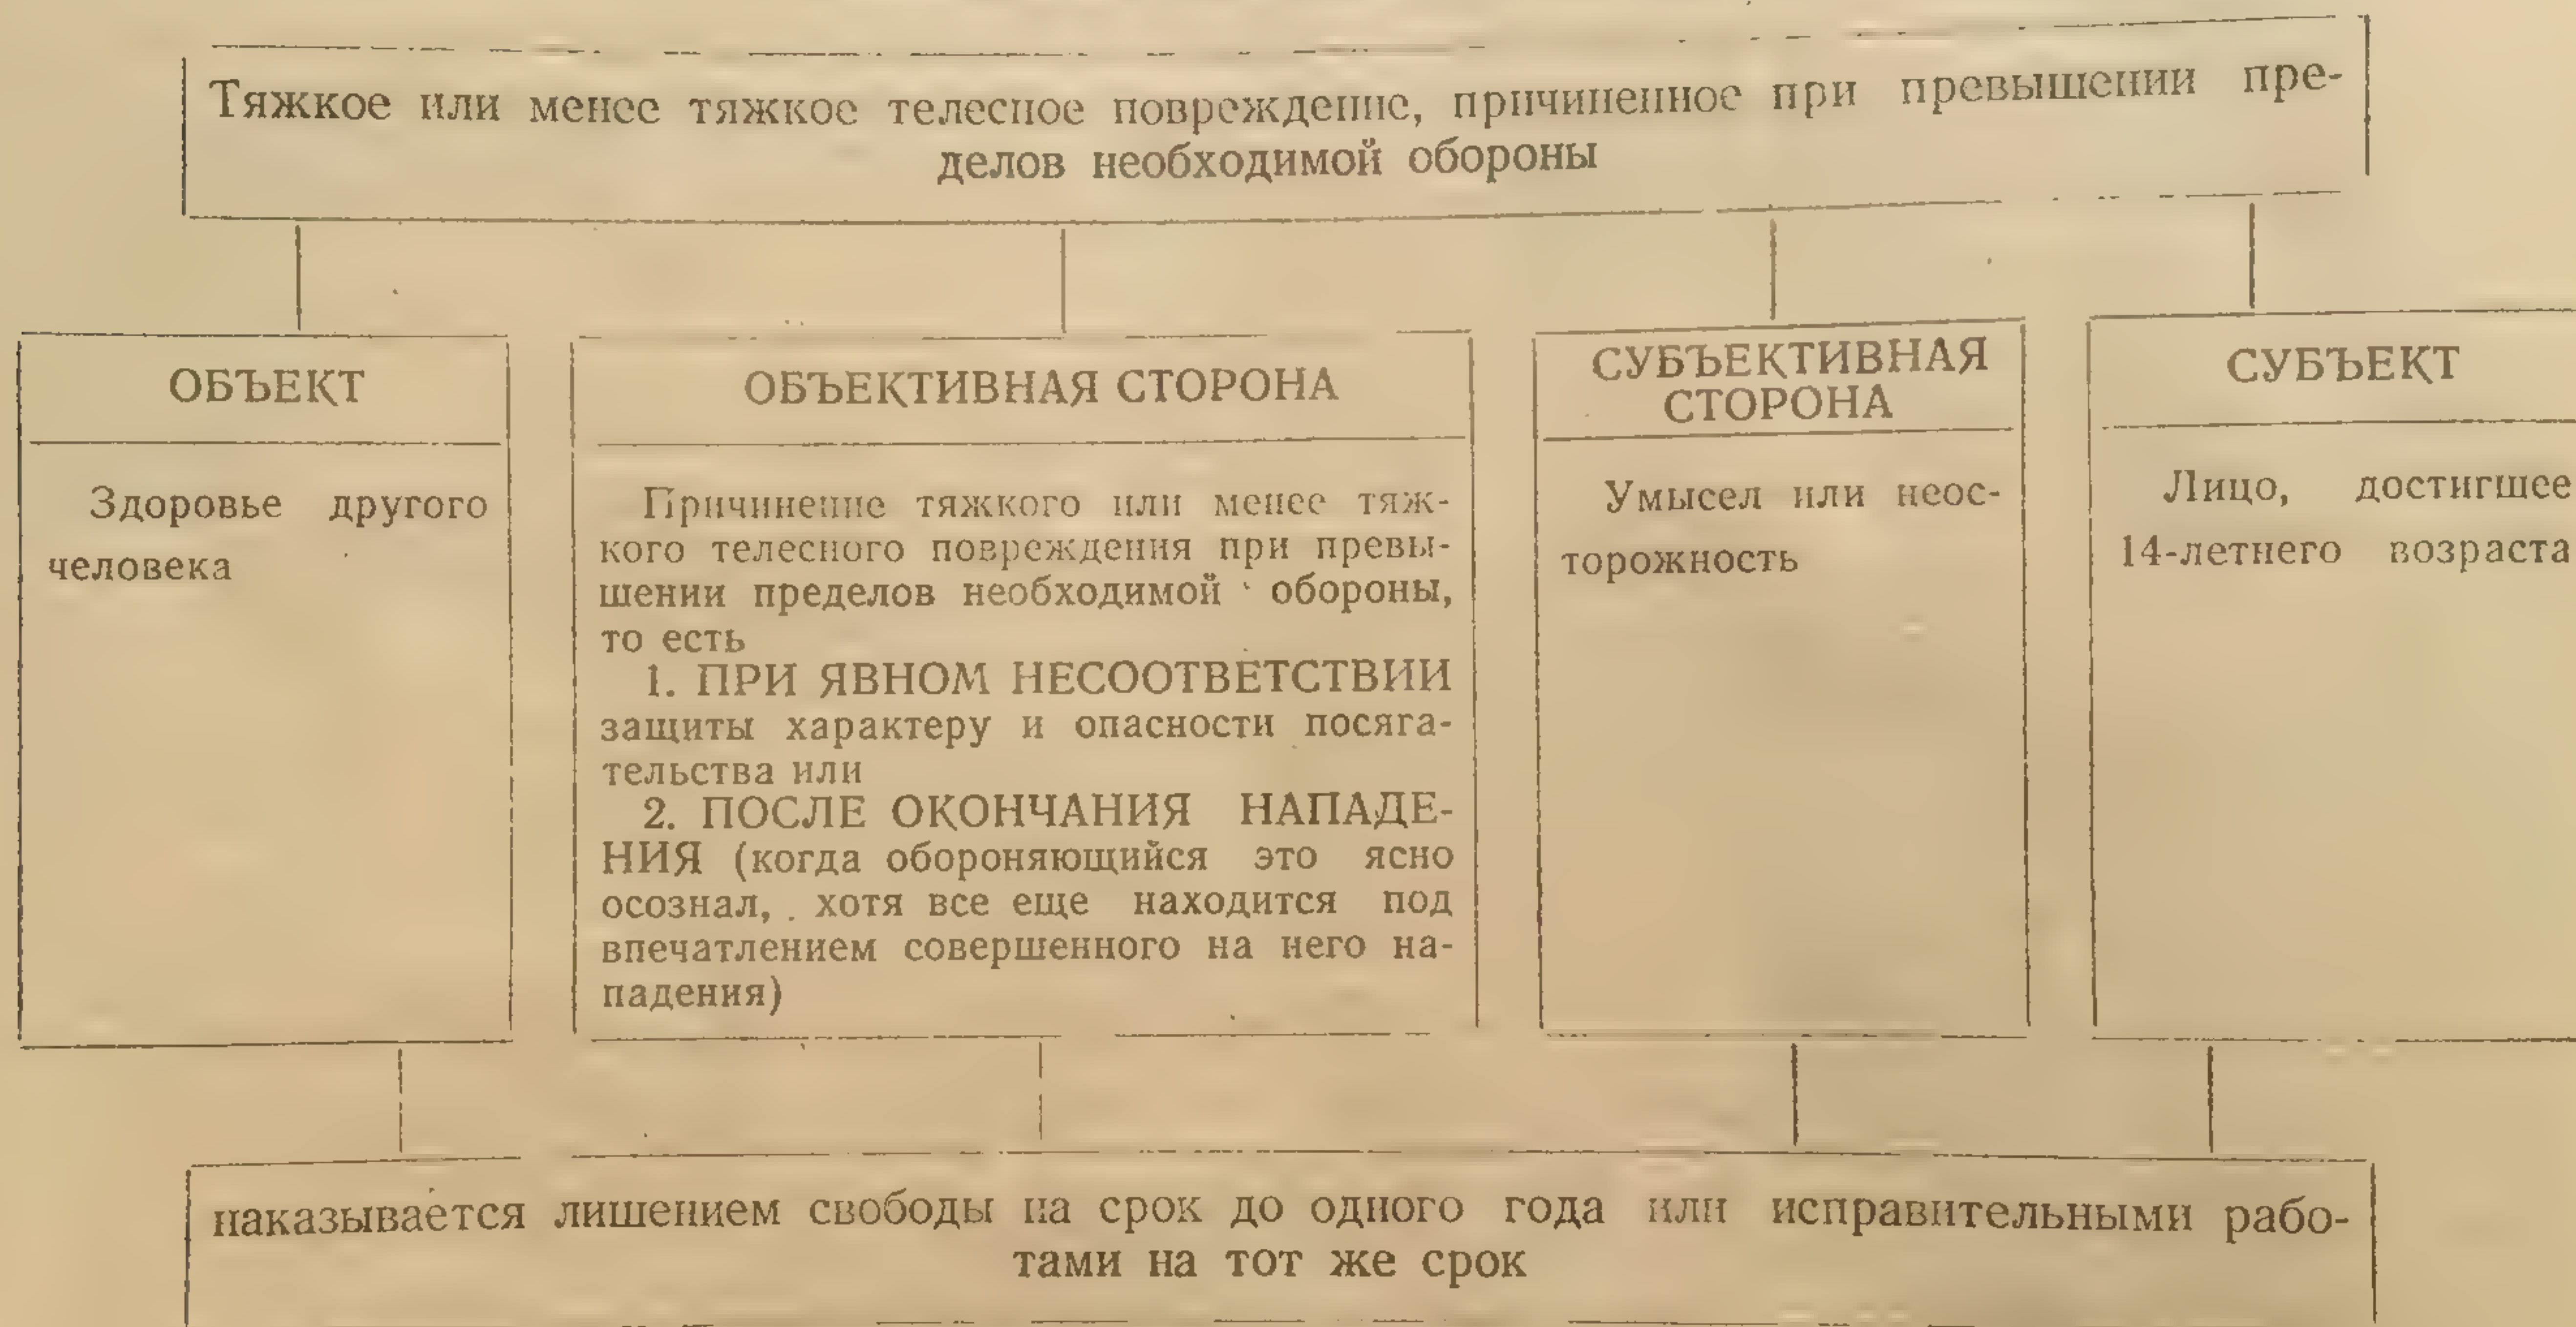 Тяжкое или менее тяжкое телесное повреждение, причиненное при превышении пре-
делов необходимой обороны
ОБЪЕКТ
Здоровье другого
человека
ОБЪЕКТИВНАЯ СТОРОНА
Причинение тяжкого или менее тяж-
кого телесного повреждения при превы-
шении пределов необходимой обороны,
то есть
1. ПРИ ЯВНОМ НЕСООТВЕТСТВИИ
защиты характеру и опасности посяга-
тельства или
2. ПОСЛЕ ОКОНЧАНИЯ НАПАДЕ-
НИЯ (когда обороняющийся это ясно
осознал, хотя все еще находится под
впечатлением совершенного на него на-
падения)
СУБЪЕКТИВНАЯ
СТОРОНА
Умысел или неос-
торожность
СУБЪЕКТ
Лицо, достигшее
14-летнего возраста
наказывается лишением свободы на срок до одного года или исправительными рабо-
тами на тот же срок